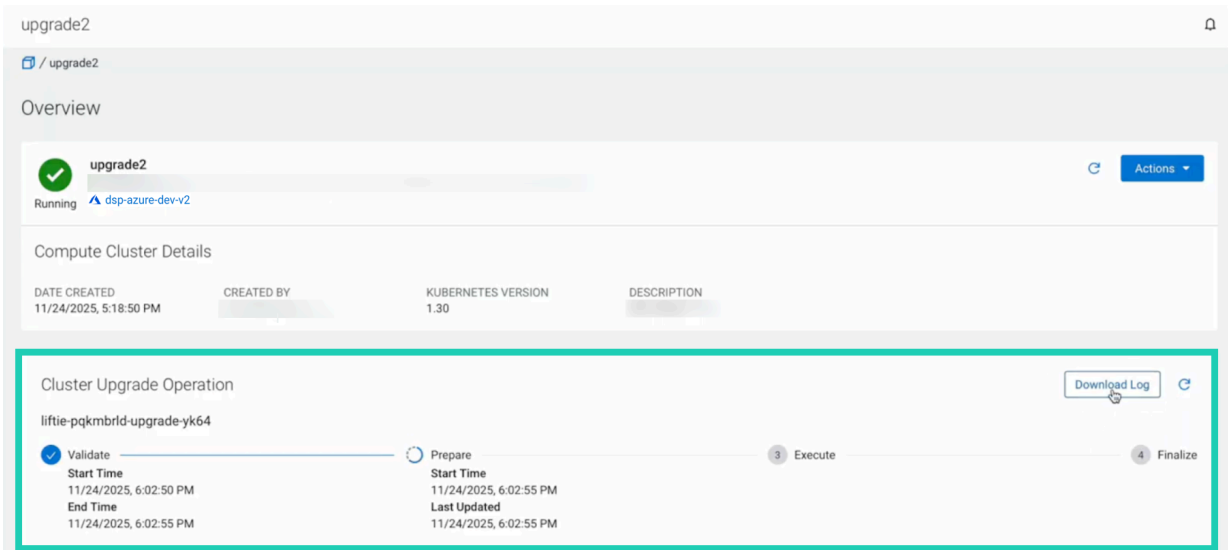 upgrade2
/ upgrade2
Overview
upgrade2
Actions
Running
dsp-azure-dev-v2
Compute Cluster Details
DATE CREATED CREATED BY KUBERNETES VERSION DESCRIPTION
11/24/2025, 5:18:50 PM 1.30
Cluster Upgrade Operation
Download Log
liftie-pqkmbrld-upgrade-yk64
Validate Prepare 3 Execute 4 Finalize
Start Time Start Time
11/24/2025, 6:02:50 PM 11/24/2025, 6:02:55 PM
End Time Last Updated
11/24/2025, 6:02:55 PM 11/24/2025, 6:02:55 PM